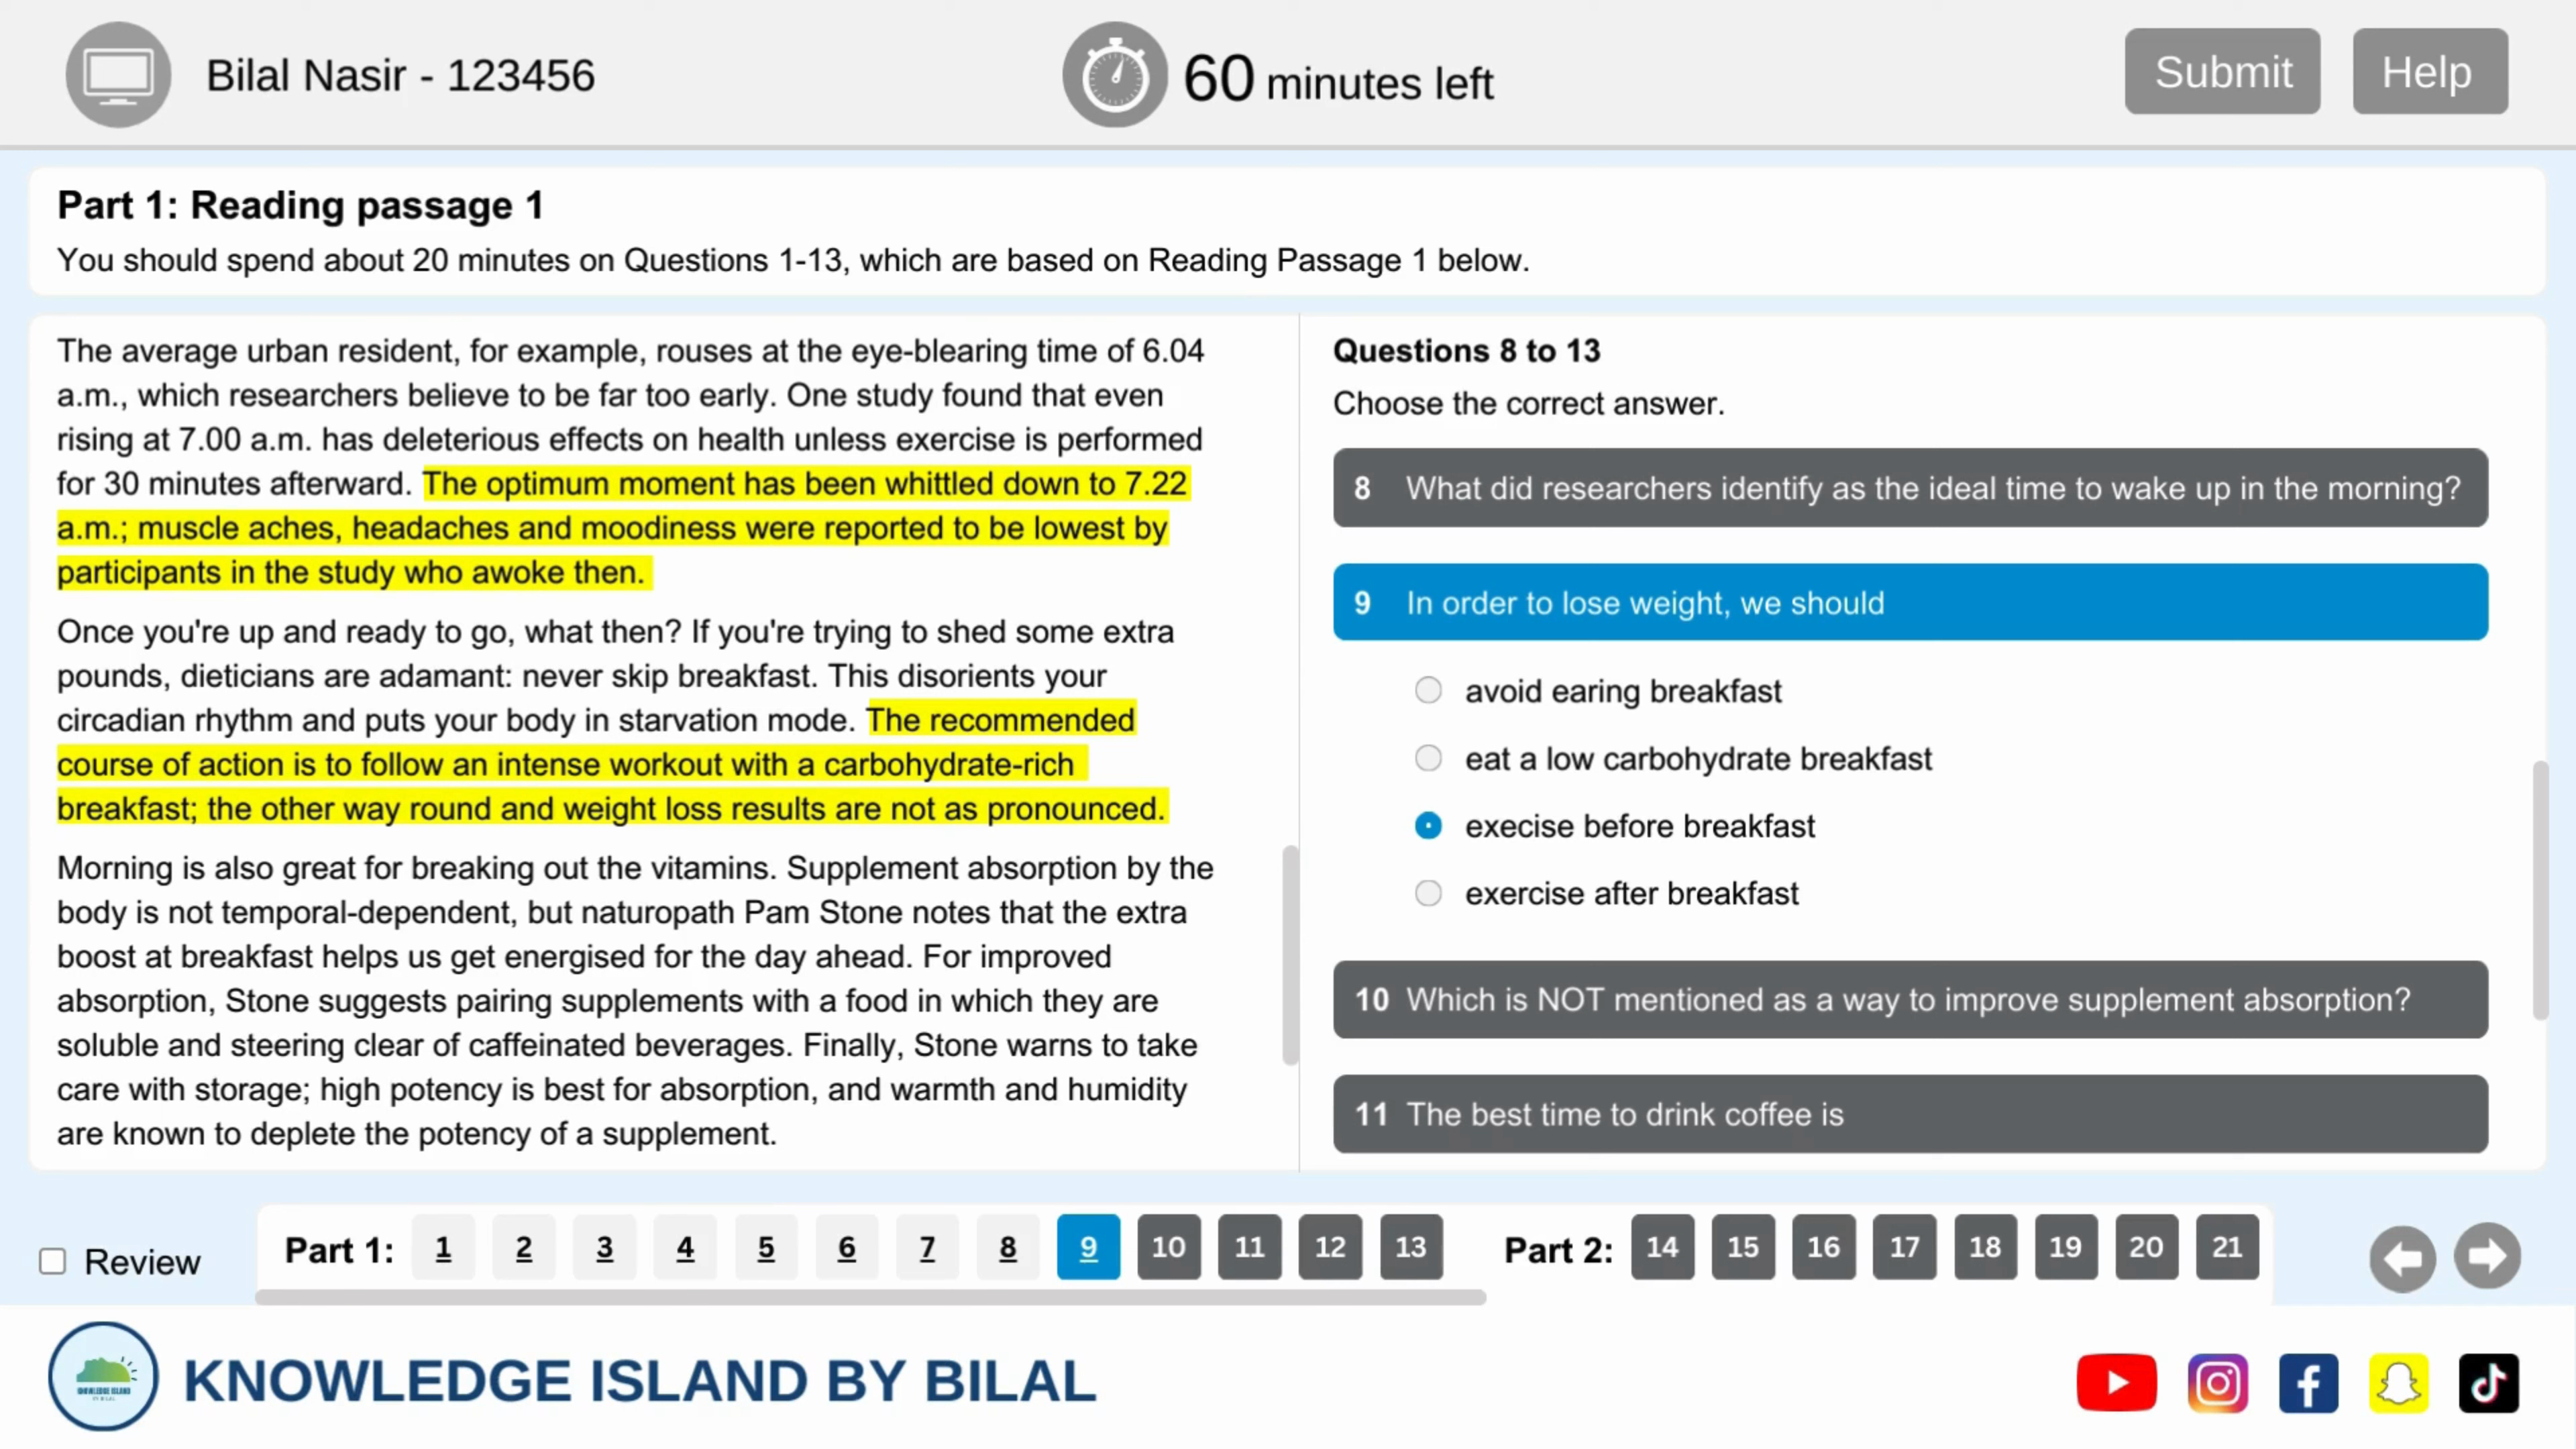 Bilal Nasir - 123456
60 minutes left
Submit
Help
Part 1: Reading passage 1
You should spend about 20 minutes on Questions 1-13, which are based on Reading Passage 1 below.
The average urban resident, for example, rouses at the eye-blearing time of 6.04
a.m., which researchers believe to be far too early. One study found that even
rising at 7.00 a.m. has deleterious effects on health unless exercise is performed
for 30 minutes afterward. The optimum moment has been whittled down to 7.22
a.m.; muscle aches, headaches and moodiness were reported to be lowest by
participants in the study who awoke then.
Once you're up and ready to go, what then? If you're trying to shed some extra
pounds, dieticians are adamant: never skip breakfast. This disorients your
circadian rhythm and puts your body in starvation mode. The recommended
course of action is to follow an intense workout with a carbohydrate-rich
breakfast; the other way round and weight loss results are not as pronounced.
Morning is also great for breaking out the vitamins. Supplement absorption by the
body is not temporal-dependent, but naturopath Pam Stone notes that the extra
boost at breakfast helps us get energised for the day ahead. For improved
absorption, Stone suggests pairing supplements with a food in which they are
soluble and steering clear of caffeinated beverages. Finally, Stone warns to take
care with storage; high potency is best for absorption, and warmth and humidity
are known to deplete the potency of a supplement.
Questions 8 to 13
Choose the correct answer.
8 What did researchers identify as the ideal time to wake up in the morning?
9 In order to lose weight, we should
avoid earing breakfast
eat a low carbohydrate breakfast
execise before breakfast
exercise after breakfast
10 Which is NOT mentioned as a way to improve supplement absorption?
11 The best time to drink coffee is
Review
Part 1: 1 2 3 4 5 6 7 8 9 10 11 12 13
Part 2: 14 15 16 17 18 19 20 21
KNOWLEDGE ISLAND
BY BILAL
KNOWLEDGE ISLAND BY BILAL